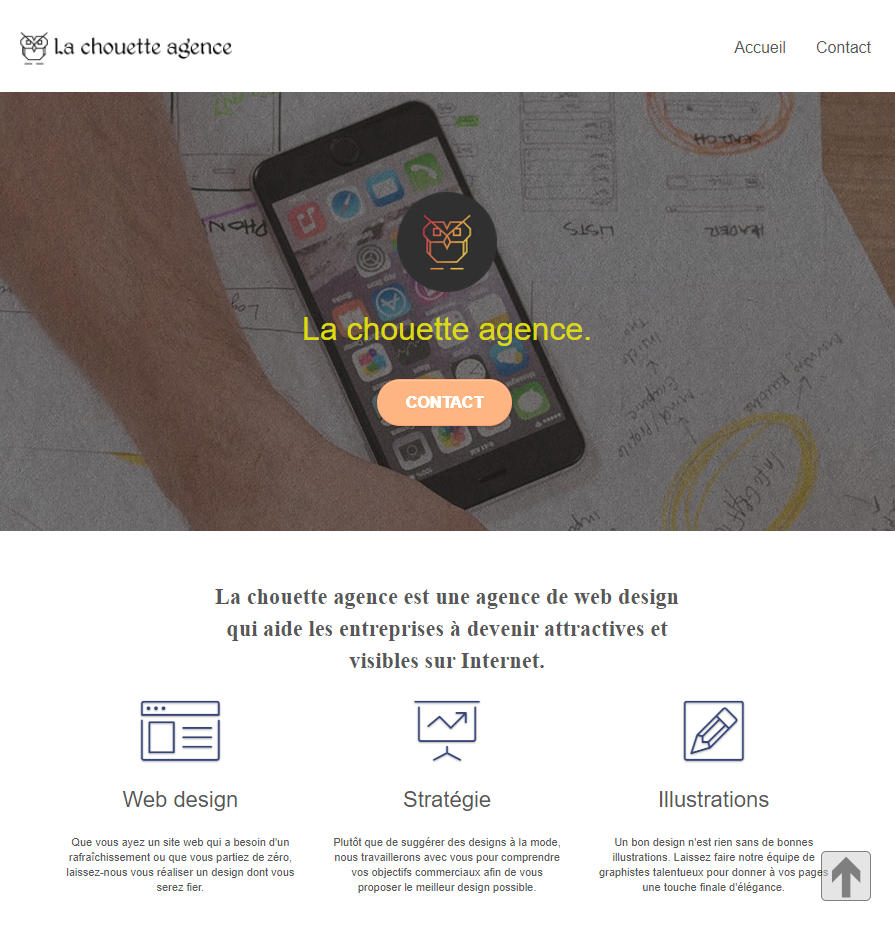 La chouette agence
Accueil
Contact
SEARCH
PHON
LISTS
HEADER
La chouette agence.
CONTACT
La chouette agence est une agence de web design
qui aide les entreprises à devenir attractives et
visibles sur Internet.
Web design
Stratégie
Illustrations
Que vous ayez un site web qui a besoin d'un
rafraîchissement ou que vous partiez de zéro,
laissez-nous vous réaliser un design dont vous
serez fier.
Plutôt que de suggérer des designs à la mode,
nous travaillerons avec vous pour comprendre
vos objectifs commerciaux afin de vous
proposer le meilleur design possible.
Un bon design n'est rien sans de bonnes
illustrations. Laissez faire notre équipe de
graphistes talentueux pour donner à vos pages
une touche finale d'élégance.